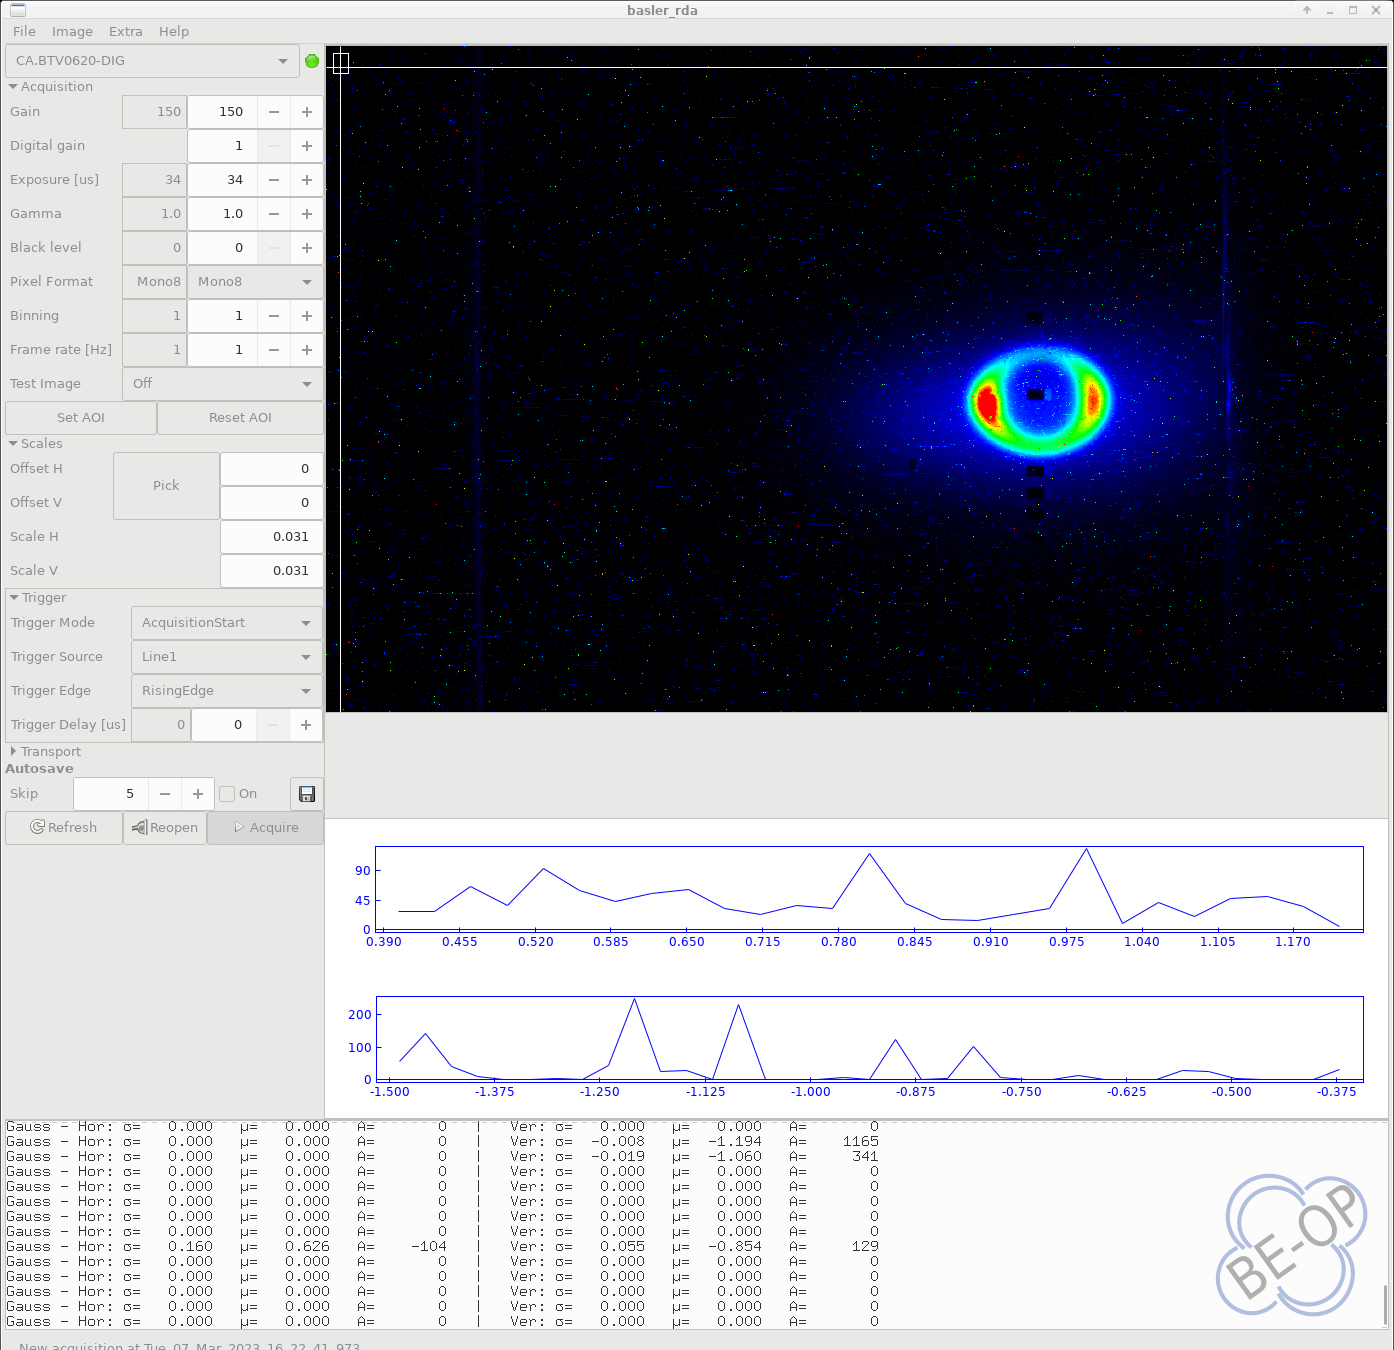 basler_rda
File Image Extra Help
CA.BTV0620-DIG
Acquisition
Gain 150 150
Digital gain 1
Exposure [us] 34 34
Gamma 1.0 1.0
Black level 0 0
Pixel Format Mono8 Mono8
Binning 1 1
Frame rate [Hz] 1 1
Test Image Off
Set AOI Reset AOI
Scales
Offset H 0
Pick
Offset V 0
Scale H 0.031
Scale V 0.031
Trigger
Trigger Mode AcquisitionStart
Trigger Source Line1
Trigger Edge RisingEdge
Trigger Delay [us] 0 0
Transport
Autosave
Skip 5 On
Refresh Reopen Acquire
90
45
0
0.390 0.455 0.520 0.585 0.650 0.715 0.780 0.845 0.910 0.975 1.040 1.105 1.170
200
100
0
-1.500 -1.375 -1.250 -1.125 -1.000 -0.875 -0.750 -0.625 -0.500 -0.375
Gauss - Hor: σ= 0.000 μ= 0.000 A= 0 | Ver: σ= 0.000 μ= 0.000 A= 0
Gauss - Hor: σ= 0.000 μ= 0.000 A= 0 | Ver: σ= -0.008 μ= -1.194 A= 1165
Gauss - Hor: σ= 0.000 μ= 0.000 A= 0 | Ver: σ= -0.019 μ= -1.060 A= 341
Gauss - Hor: σ= 0.000 μ= 0.000 A= 0 | Ver: σ= 0.000 μ= 0.000 A= 0
Gauss - Hor: σ= 0.000 μ= 0.000 A= 0 | Ver: σ= 0.000 μ= 0.000 A= 0
Gauss - Hor: σ= 0.000 μ= 0.000 A= 0 | Ver: σ= 0.000 μ= 0.000 A= 0
Gauss - Hor: σ= 0.000 μ= 0.000 A= 0 | Ver: σ= 0.000 μ= 0.000 A= 0
Gauss - Hor: σ= 0.000 μ= 0.000 A= 0 | Ver: σ= 0.000 μ= 0.000 A= 0
Gauss - Hor: σ= 0.160 μ= 0.626 A= -104 | Ver: σ= 0.055 μ= -0.854 A= 129
Gauss - Hor: σ= 0.000 μ= 0.000 A= 0 | Ver: σ= 0.000 μ= 0.000 A= 0
Gauss - Hor: σ= 0.000 μ= 0.000 A= 0 | Ver: σ= 0.000 μ= 0.000 A= 0
Gauss - Hor: σ= 0.000 μ= 0.000 A= 0 | Ver: σ= 0.000 μ= 0.000 A= 0
Gauss - Hor: σ= 0.000 μ= 0.000 A= 0 | Ver: σ= 0.000 μ= 0.000 A= 0
Gauss - Hor: σ= 0.000 μ= 0.000 A= 0 | Ver: σ= 0.000 μ= 0.000 A= 0
BE-OP
New acquisition at Tue, 07, Mar, 2023, 16, 22, 41, 973